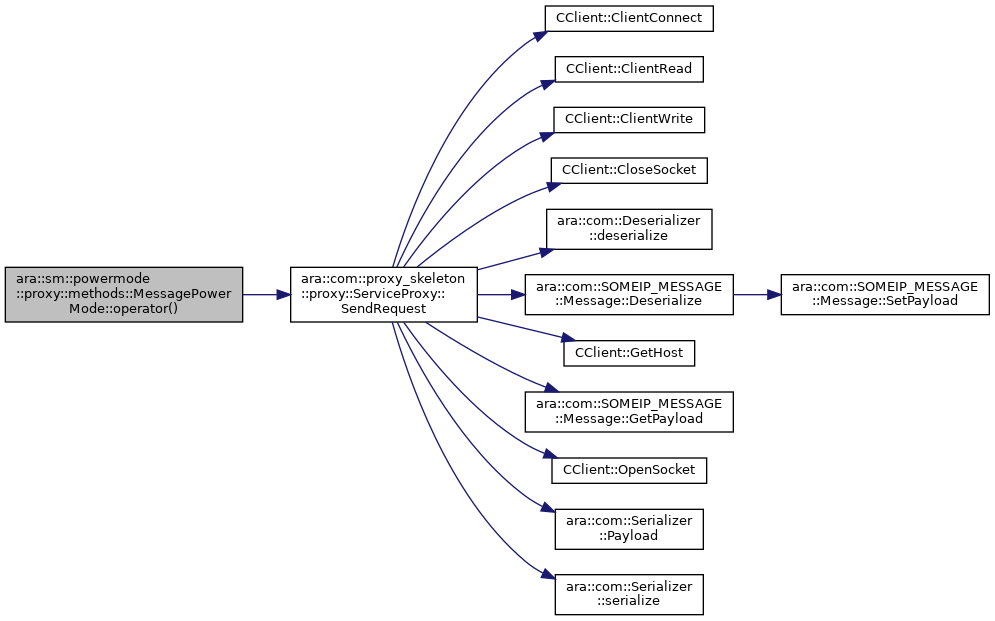 ara::sm::powermode
::proxy::methods::MessagePower
Mode::operator()
ara::com::proxy_skeleton
::proxy::ServiceProxy::
SendRequest
CClient::ClientConnect
CClient::ClientRead
CClient::ClientWrite
CClient::CloseSocket
ara::com::Deserializer
::deserialize
ara::com::SOMEIP_MESSAGE
::Message::Deserialize
ara::com::SOMEIP_MESSAGE
::Message::SetPayload
CClient::GetHost
ara::com::SOMEIP_MESSAGE
::Message::GetPayload
CClient::OpenSocket
ara::com::Serializer
::Payload
ara::com::Serializer
::serialize